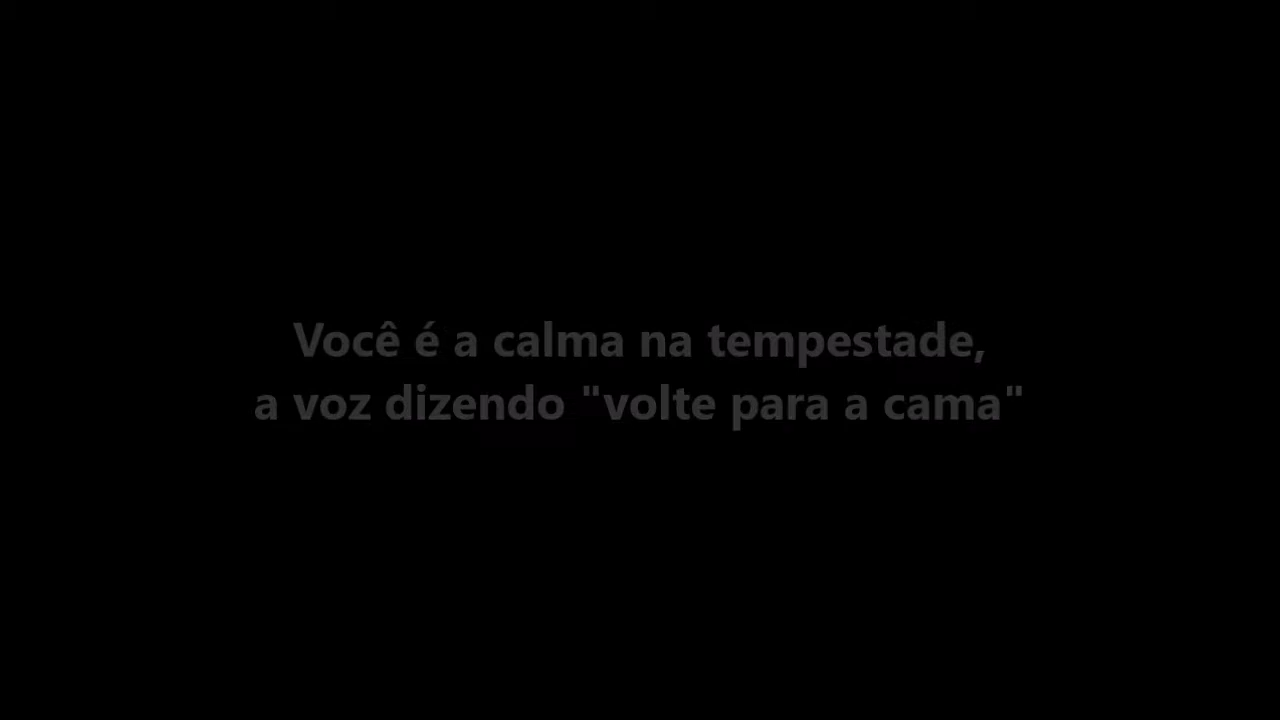 Você é a calma na tempestade,
a voz dizendo "volte para a cama"